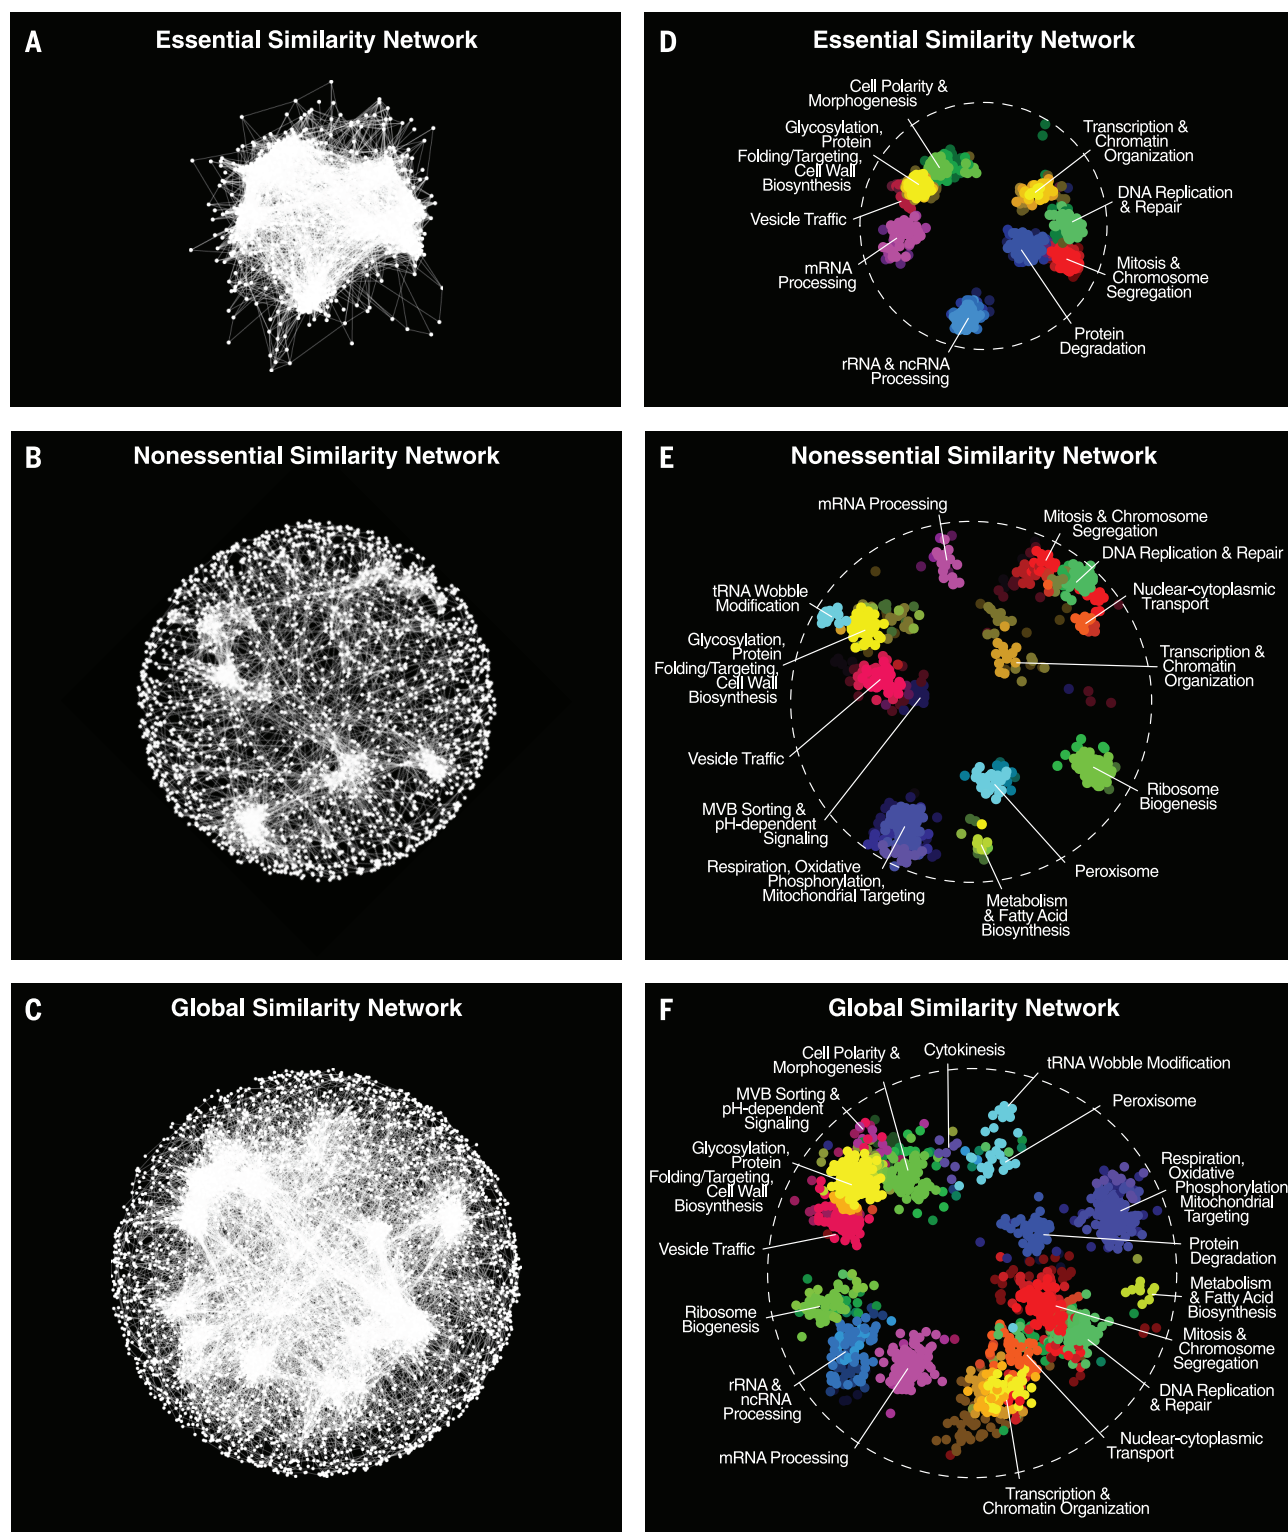 A
Essential Similarity Network
D
Essential Similarity Network
Cell Polarity &
Morphogenesis
Glycosylation,
Protein
Folding/Targeting,
Cell Wall
Biosynthesis
Vesicle Traffic
mRNA
Processing
rRNA & ncRNA
Processing
Transcription &
Chromatin
Organization
DNA Replication
& Repair
Mitosis &
Chromosome
Segregation
Protein
Degradation
B
Nonessential Similarity Network
E
Nonessential Similarity Network
mRNA Processing
Mitosis & Chromosome
Segregation
DNA Replication & Repair
Nuclear-cytoplasmic
Transport
tRNA Wobble
Modification
Glycosylation,
Protein
Folding/Targeting,
Cell Wall
Biosynthesis
Transcription &
Chromatin
Organization
Vesicle Traffic
MVB Sorting &
pH-dependent
Signaling
Ribosome
Biogenesis
Respiration, Oxidative
Phosphorylation,
Mitochondrial Targeting
Peroxisome
Metabolism
& Fatty Acid
Biosynthesis
C
Global Similarity Network
F
Global Similarity Network
Cell Polarity &
Morphogenesis
Cytokinesis
tRNA Wobble Modification
MVB Sorting &
pH-dependent
Signaling
Peroxisome
Glycosylation,
Protein
Folding/Targeting,
Cell Wall
Biosynthesis
Respiration,
Oxidative
Phosphorylation
Mitochondrial
Targeting
Vesicle Traffic
Protein
Degradation
Ribosome
Biogenesis
Metabolism
& Fatty Acid
Biosynthesis
Mitosis &
Chromosome
Segregation
rRNA &
ncRNA
Processing
DNA Replication
& Repair
mRNA Processing
Nuclear-cytoplasmic
Transport
Transcription &
Chromatin Organization